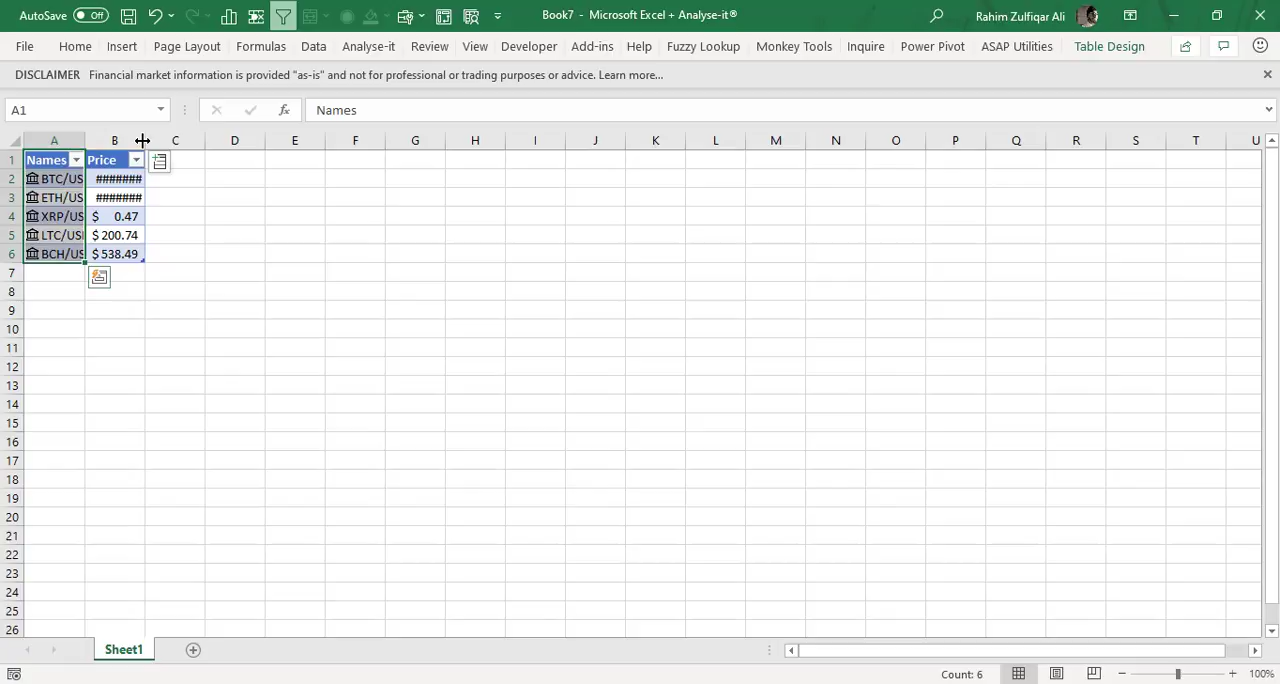 AutoSave Off Book7 - Microsoft Excel + Analyse-it® Rahim Zulfiqar Ali
File Home Insert Page Layout Formulas Data Analyse-it Review View Developer Add-ins Help Fuzzy Lookup Monkey Tools Inquire Power Pivot ASAP Utilities Table Design
DISCLAIMER Financial market information is provided "as-is" and not for professional or trading purposes or advice. Learn more...
A1 fx Names
A B C D E F G H I J K L M N O P Q R S T U
1 Names Price
2 BTC/US #######
3 ETH/US #######
4 XRP/US $ 0.47
5 LTC/US $ 200.74
6 BCH/US $ 538.49
7
8
9
10
11
12
13
14
15
16
17
18
19
20
21
22
23
24
25
26
Sheet1
Count: 6 100%